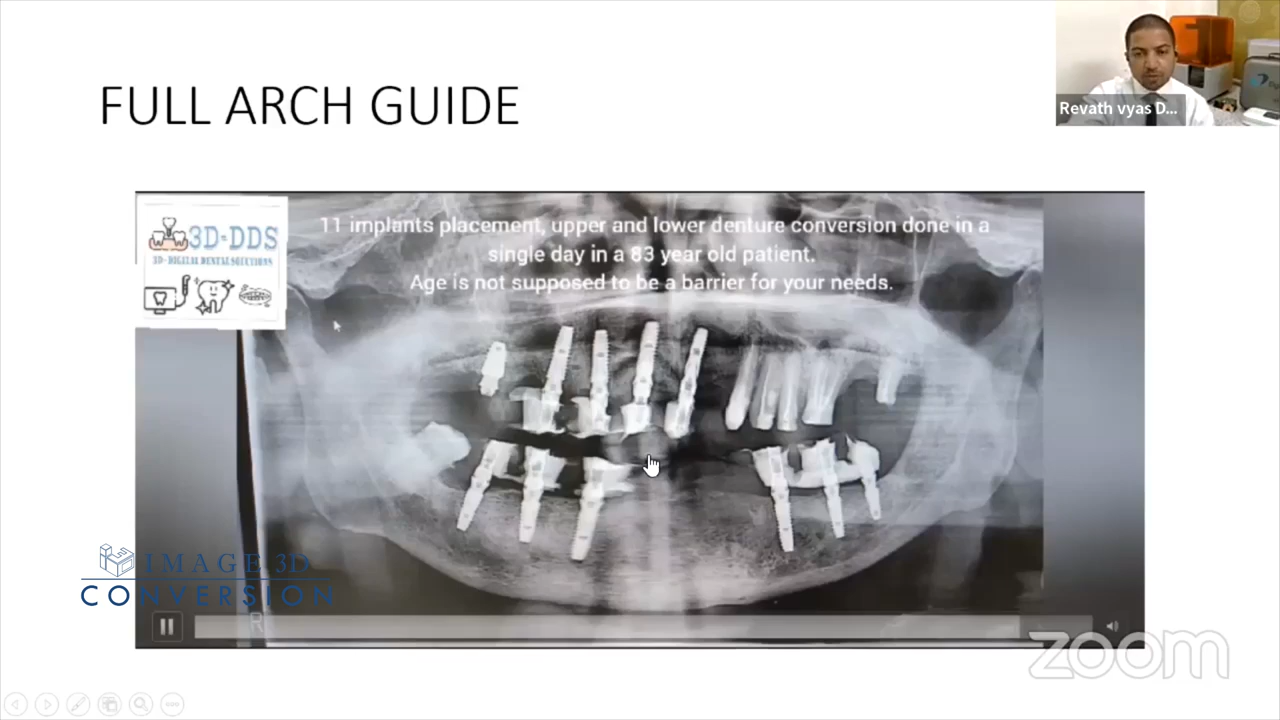 FULL ARCH GUIDE
Revath vyas D...
3D-DDS
3D- DIGITAL DENTAL SOLUTIONS
11 implants placement, upper and lower denture conversion done in a
single day in a 83 year old patient.
Age is not supposed to be a barrier for your needs.
IMAGE 3D
CONVERSION
R
zoom